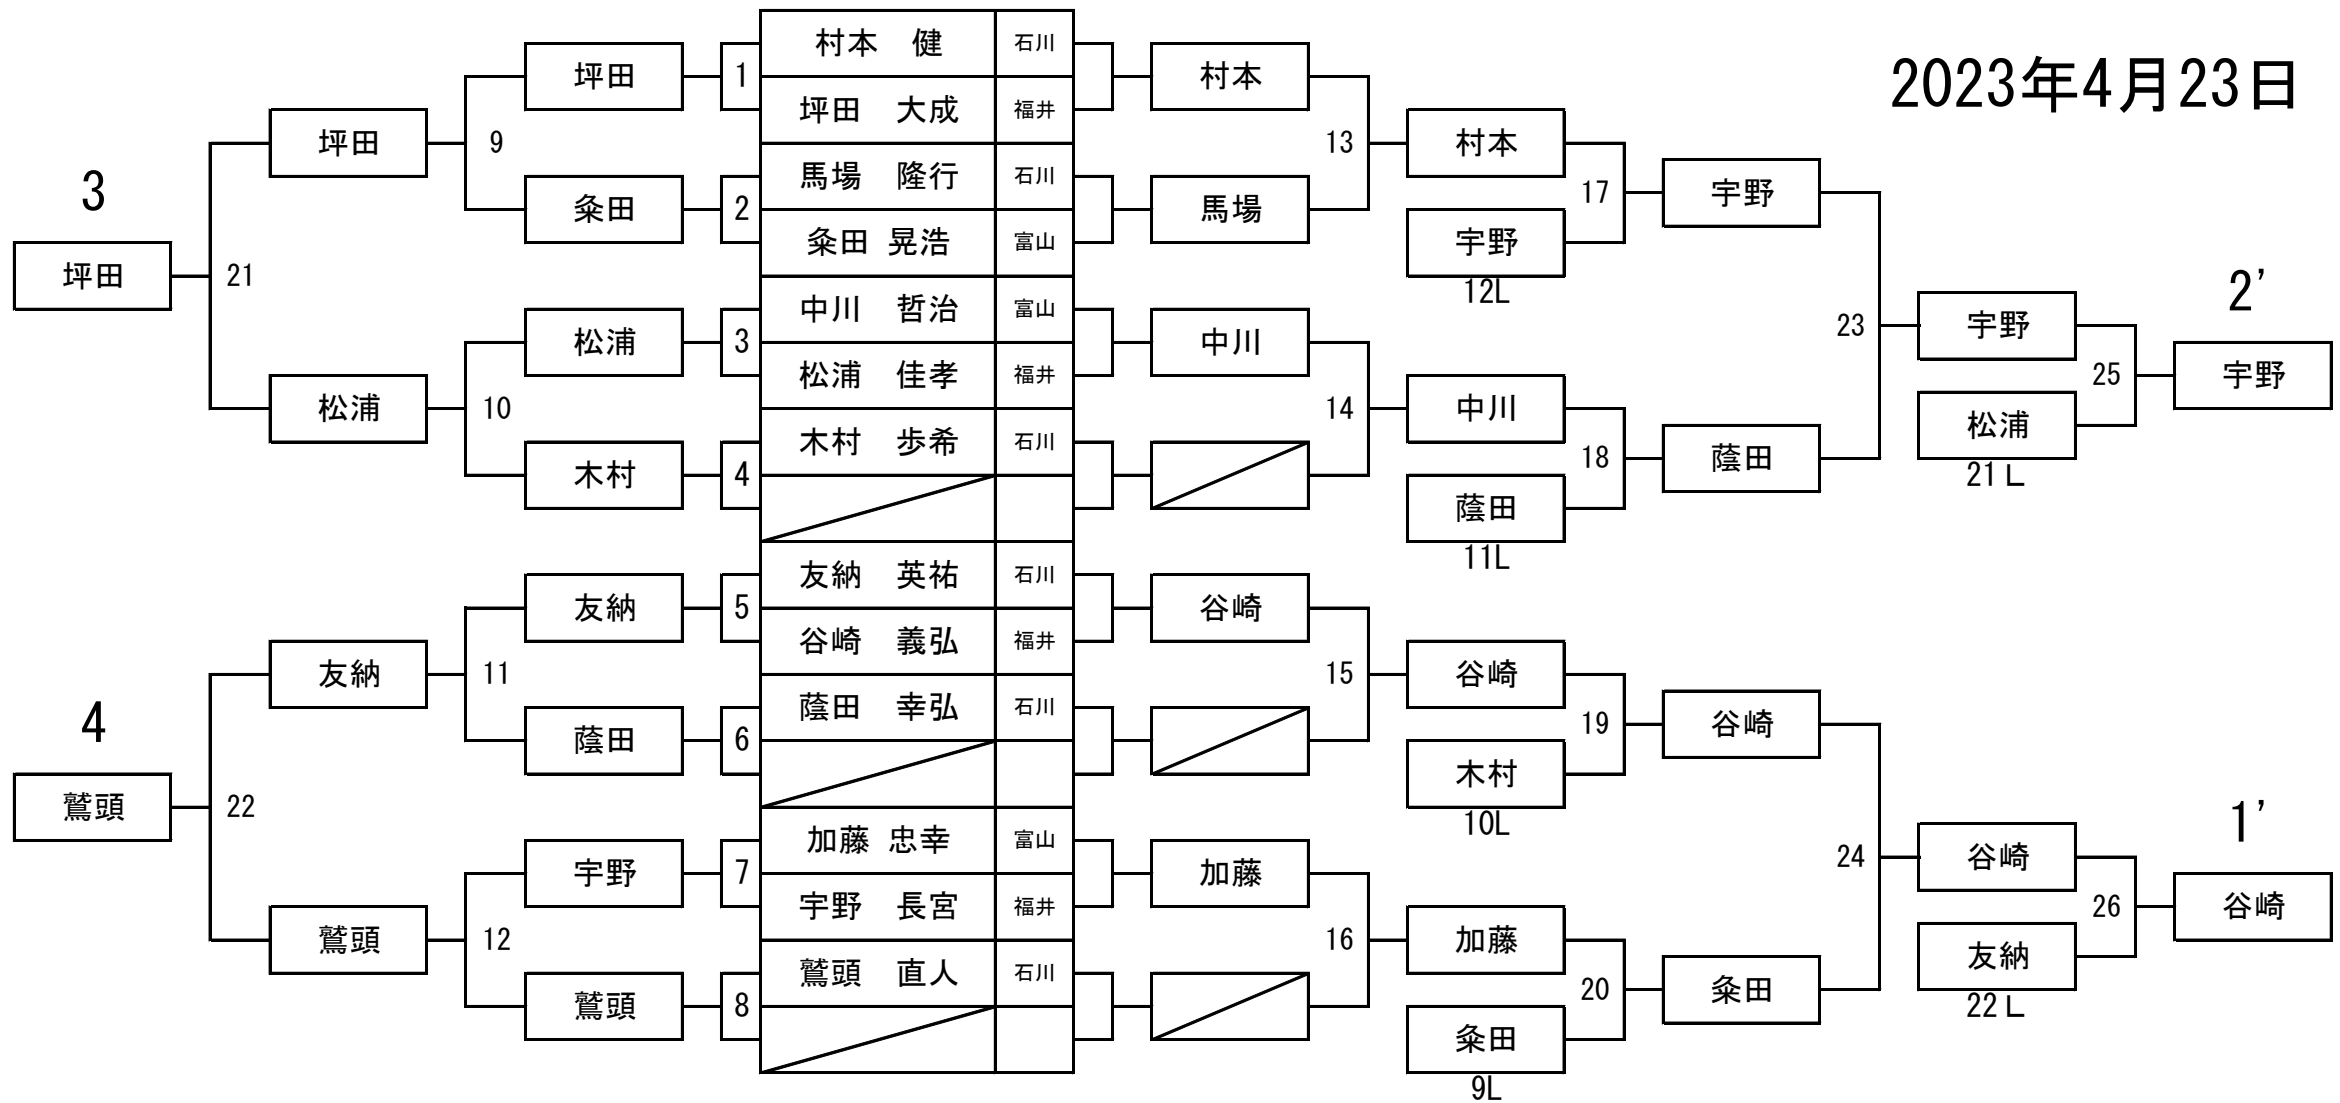 2023年4月23日
村本　健 石川
坪田 1 村本
坪田　大成 福井
坪田 9 13 村本
馬場　隆行 石川
3 17 宇野
粂田 2 馬場
粂田 晃浩 富山
宇野
12L
坪田 21
中川　哲治 富山
2'
松浦 3 中川
23 宇野
松浦　佳孝 福井
25 宇野
松浦 10 14 中川
松浦
21L
木村　歩希 石川
18 蔭田
木村 4
蔭田
11L
友納　英祐 石川
友納 5 谷崎
谷崎　義弘 福井
友納 11 15 谷崎
蔭田　幸弘 石川
4 19 谷崎
蔭田 6
木村
10L
鷲頭 22
加藤 忠幸 富山
1'
宇野 7 加藤
24 谷崎
宇野　長宮 福井
26 谷崎
鷲頭 12 16 加藤
友納
22L
鷲頭　直人 石川
20 粂田
鷲頭 8
粂田
9L